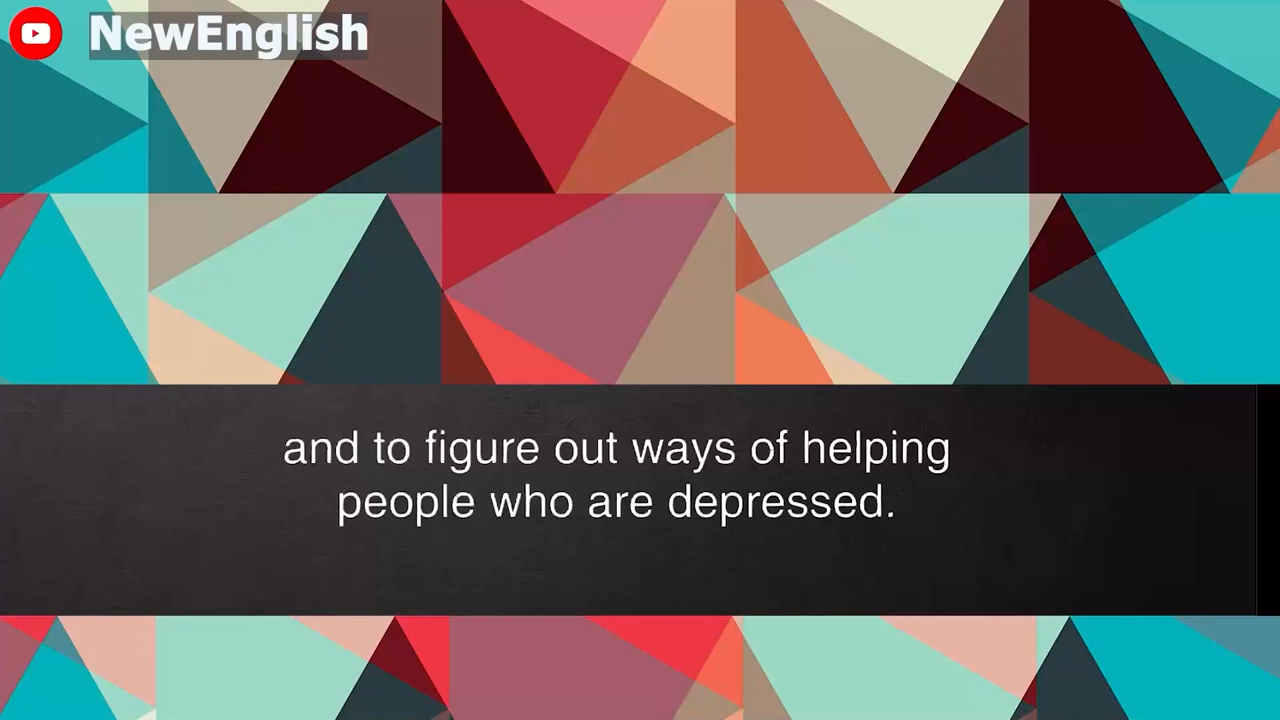 NewEnglish
and to figure out ways of helping
people who are depressed.